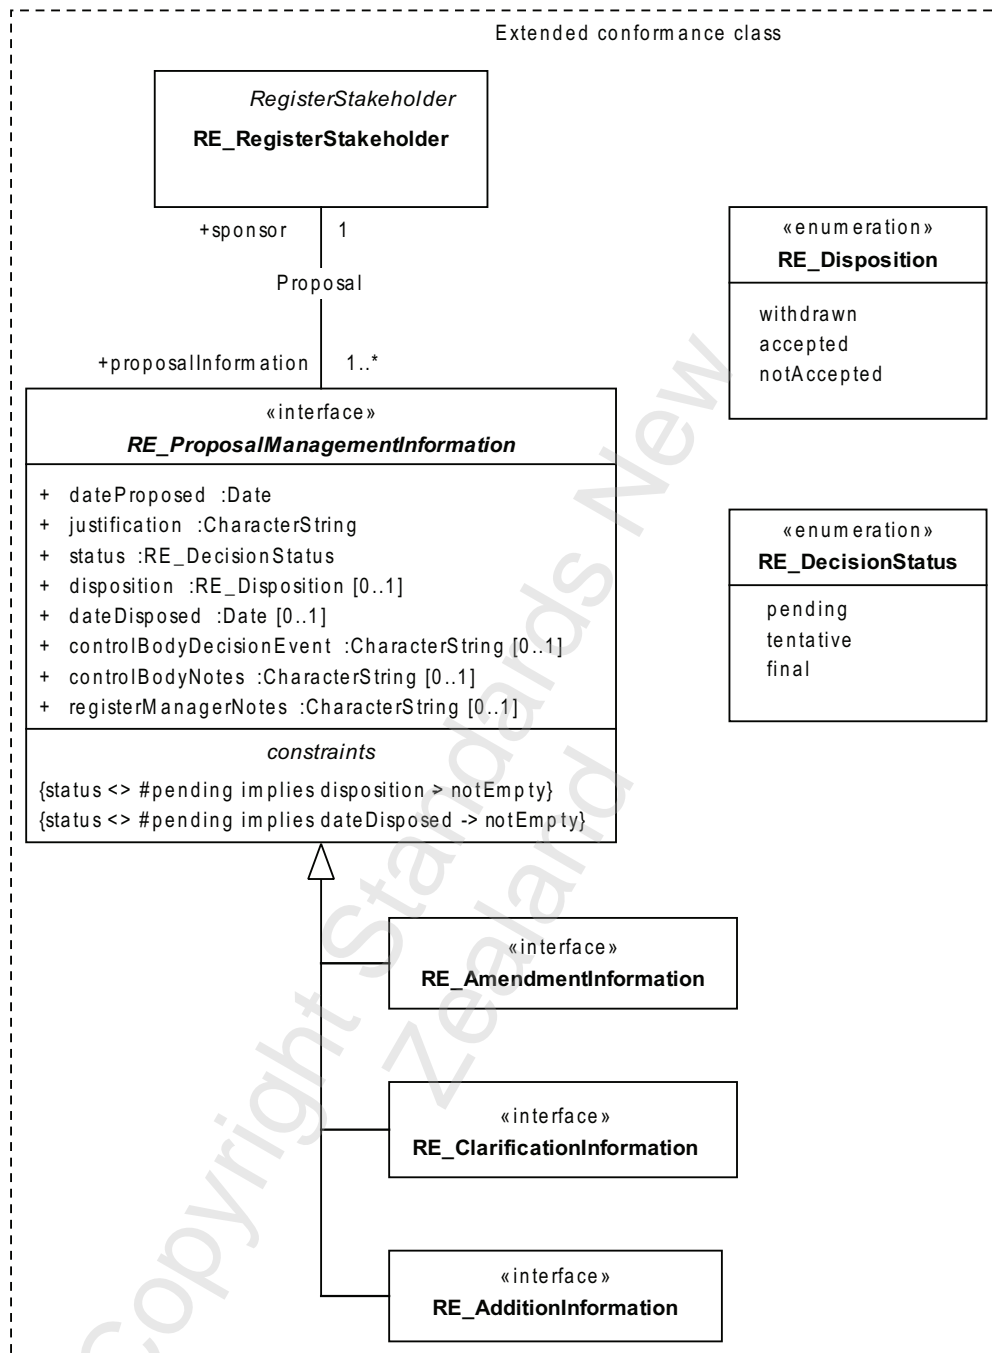 Extended conformance class
RegisterStakeholder
RE_RegisterStakeholder
+sponsor 1
Proposal
+proposalInformation 1..*
«interface»
RE_ProposalManagementInformation
+ dateProposed :Date
+ justification :CharacterString
+ status :RE_DecisionStatus
+ disposition :RE_Disposition [0..1]
+ dateDisposed :Date [0..1]
+ controlBodyDecisionEvent :CharacterString [0..1]
+ controlBodyNotes :CharacterString [0..1]
+ registerManagerNotes :CharacterString [0..1]
constraints
{status <> #pending implies disposition > notEmpty}
{status <> #pending implies dateDisposed -> notEmpty}
«enumeration»
RE_Disposition
withdrawn
accepted
notAccepted
«enumeration»
RE_DecisionStatus
pending
tentative
final
«interface»
RE_AmendmentInformation
«interface»
RE_ClarificationInformation
«interface»
RE_AdditionInformation
Copyright Standards New
Zealand